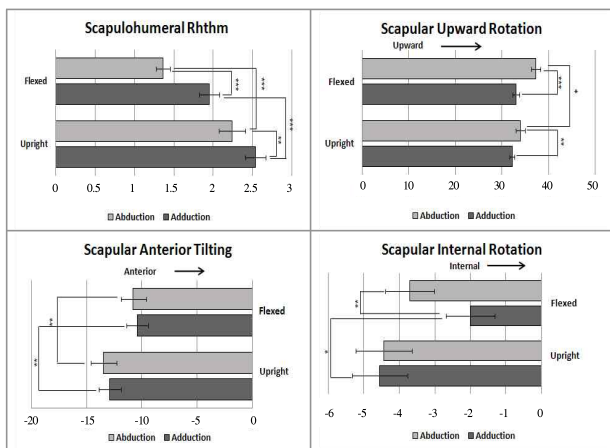 Scapulohumeral Rhthm
Flexed
***
***
***
Upright
**
0 0.5 1 1.5 2 2.5 3
Abduction Adduction
Scapular Upward Rotation
Upward
Flexed
***
*
Upright
**
0 10 20 30 40 50
Abduction Adduction
Scapular Anterior Tilting
Anterior
Flexed
**
**
Upright
-20 -15 -10 -5 0
Abduction Adduction
Scapular Internal Rotation
Internal
Flexed
**
*
Upright
-6 -5 -4 -3 -2 -1 0
Abduction Adduction